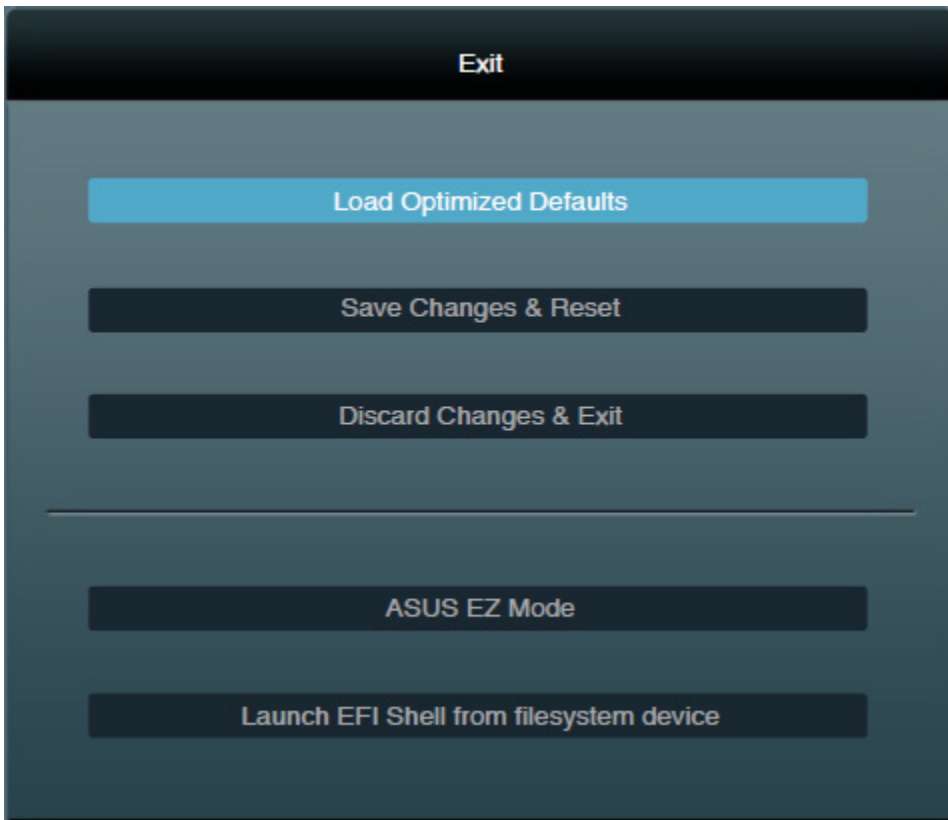 Exit
Load Optimized Defaults
Save Changes & Reset
Discard Changes & Exit
ASUS EZ Mode
Launch EFI Shell from filesystem device